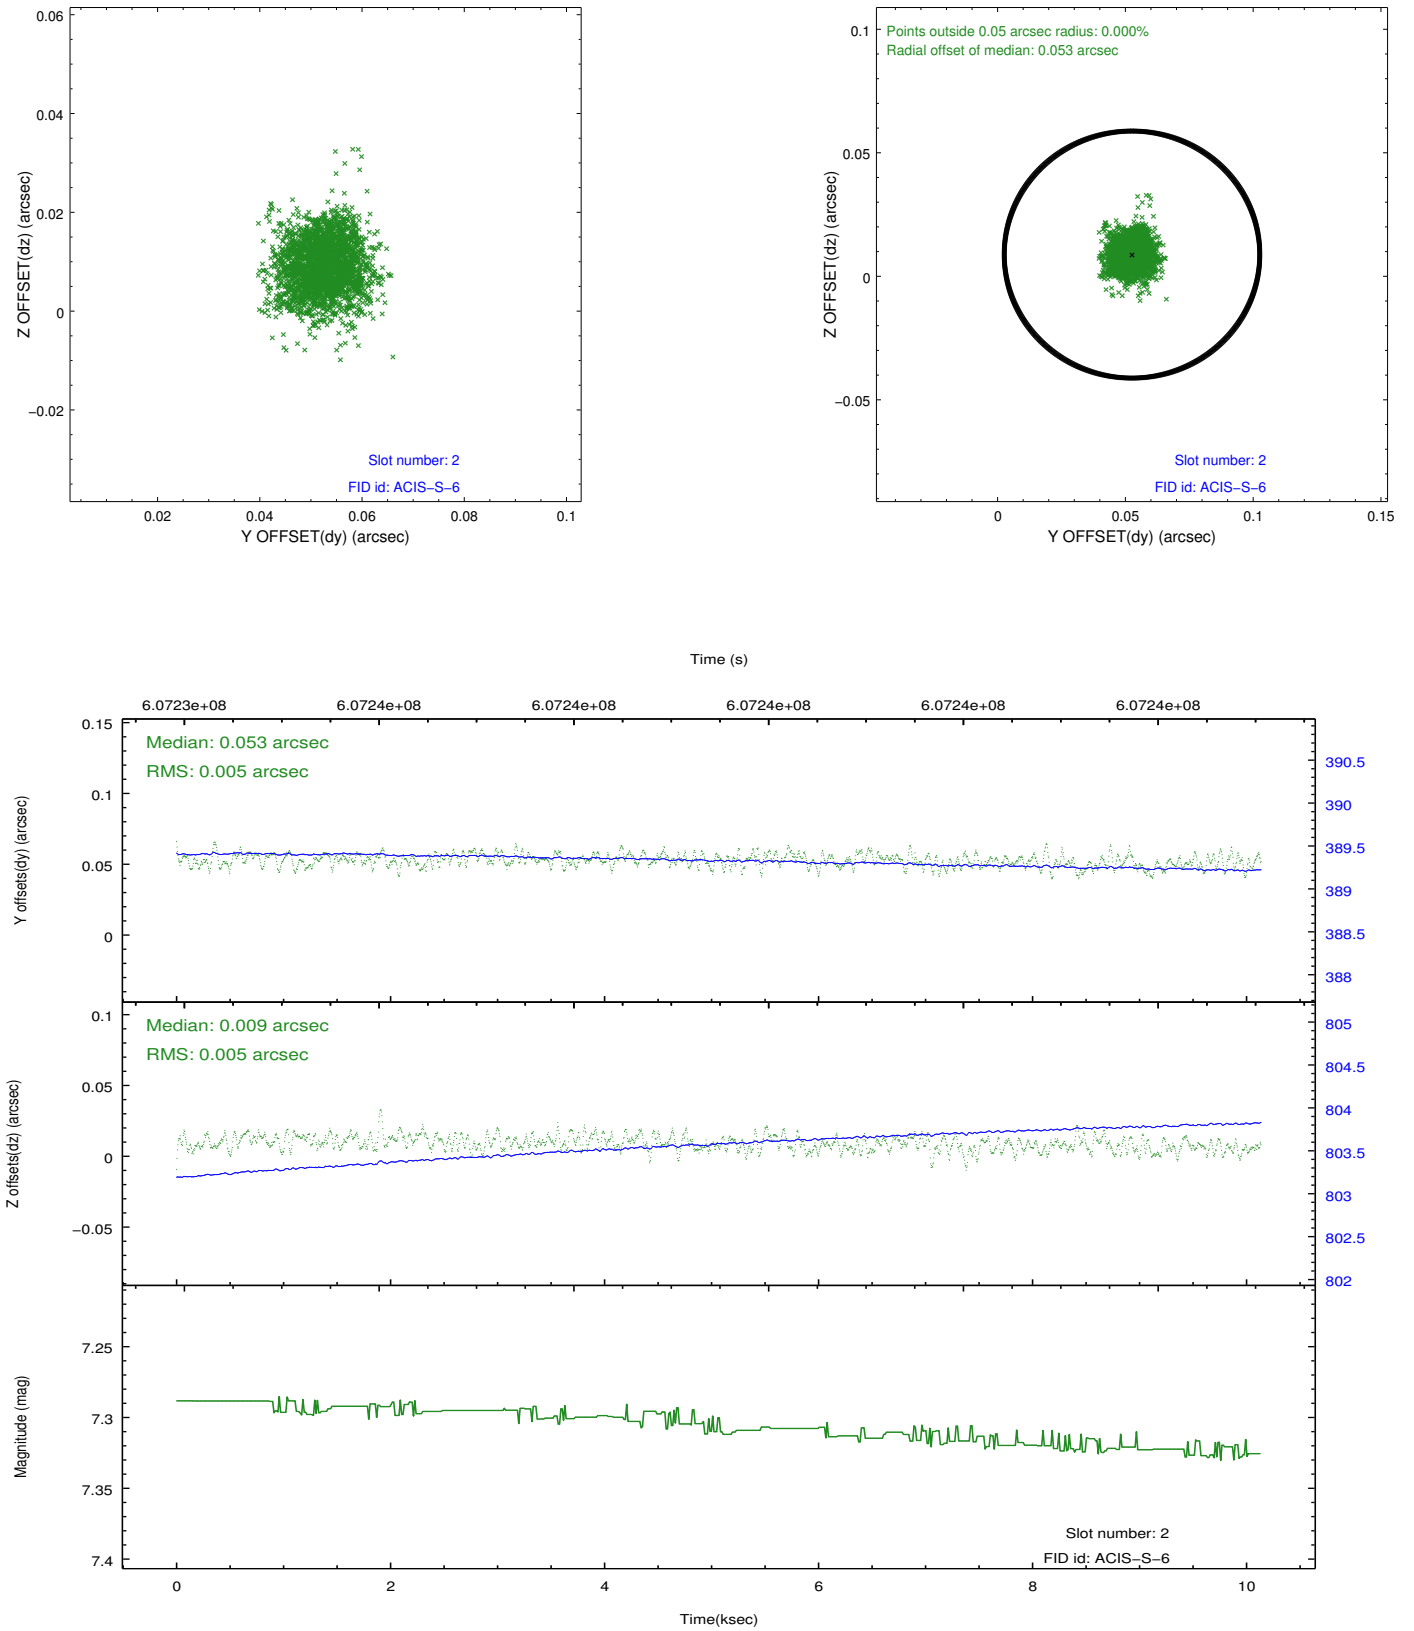 0.06
0.04
0.02
0
−0.02
Z OFFSET(dz) (arcsec)
Slot number: 2
FID id: ACIS−S−6
0.02 0.04 0.06 0.08 0.1
Y OFFSET(dy) (arcsec)
Points outside 0.05 arcsec radius: 0.000%
Radial offset of median: 0.053 arcsec
0.1
0.05
0
−0.05
Z OFFSET(dz) (arcsec)
Slot number: 2
FID id: ACIS−S−6
0 0.05 0.1 0.15
Y OFFSET(dy) (arcsec)
Time (s)
6.0723e+08 6.0724e+08 6.0724e+08 6.0724e+08 6.0724e+08 6.0724e+08
Median: 0.053 arcsec
RMS: 0.005 arcsec
0.15
0.1
0.05
0
Y offsets(dy) (arcsec)
390.5
390
389.5
389
388.5
388
Median: 0.009 arcsec
RMS: 0.005 arcsec
0.1
0.05
0
−0.05
Z offsets(dz) (arcsec)
805
804.5
804
803.5
803
802.5
802
7.25
7.3
7.35
7.4
Magnitude (mag)
Slot number: 2
FID id: ACIS−S−6
0 2 4 6 8 10
Time(ksec)